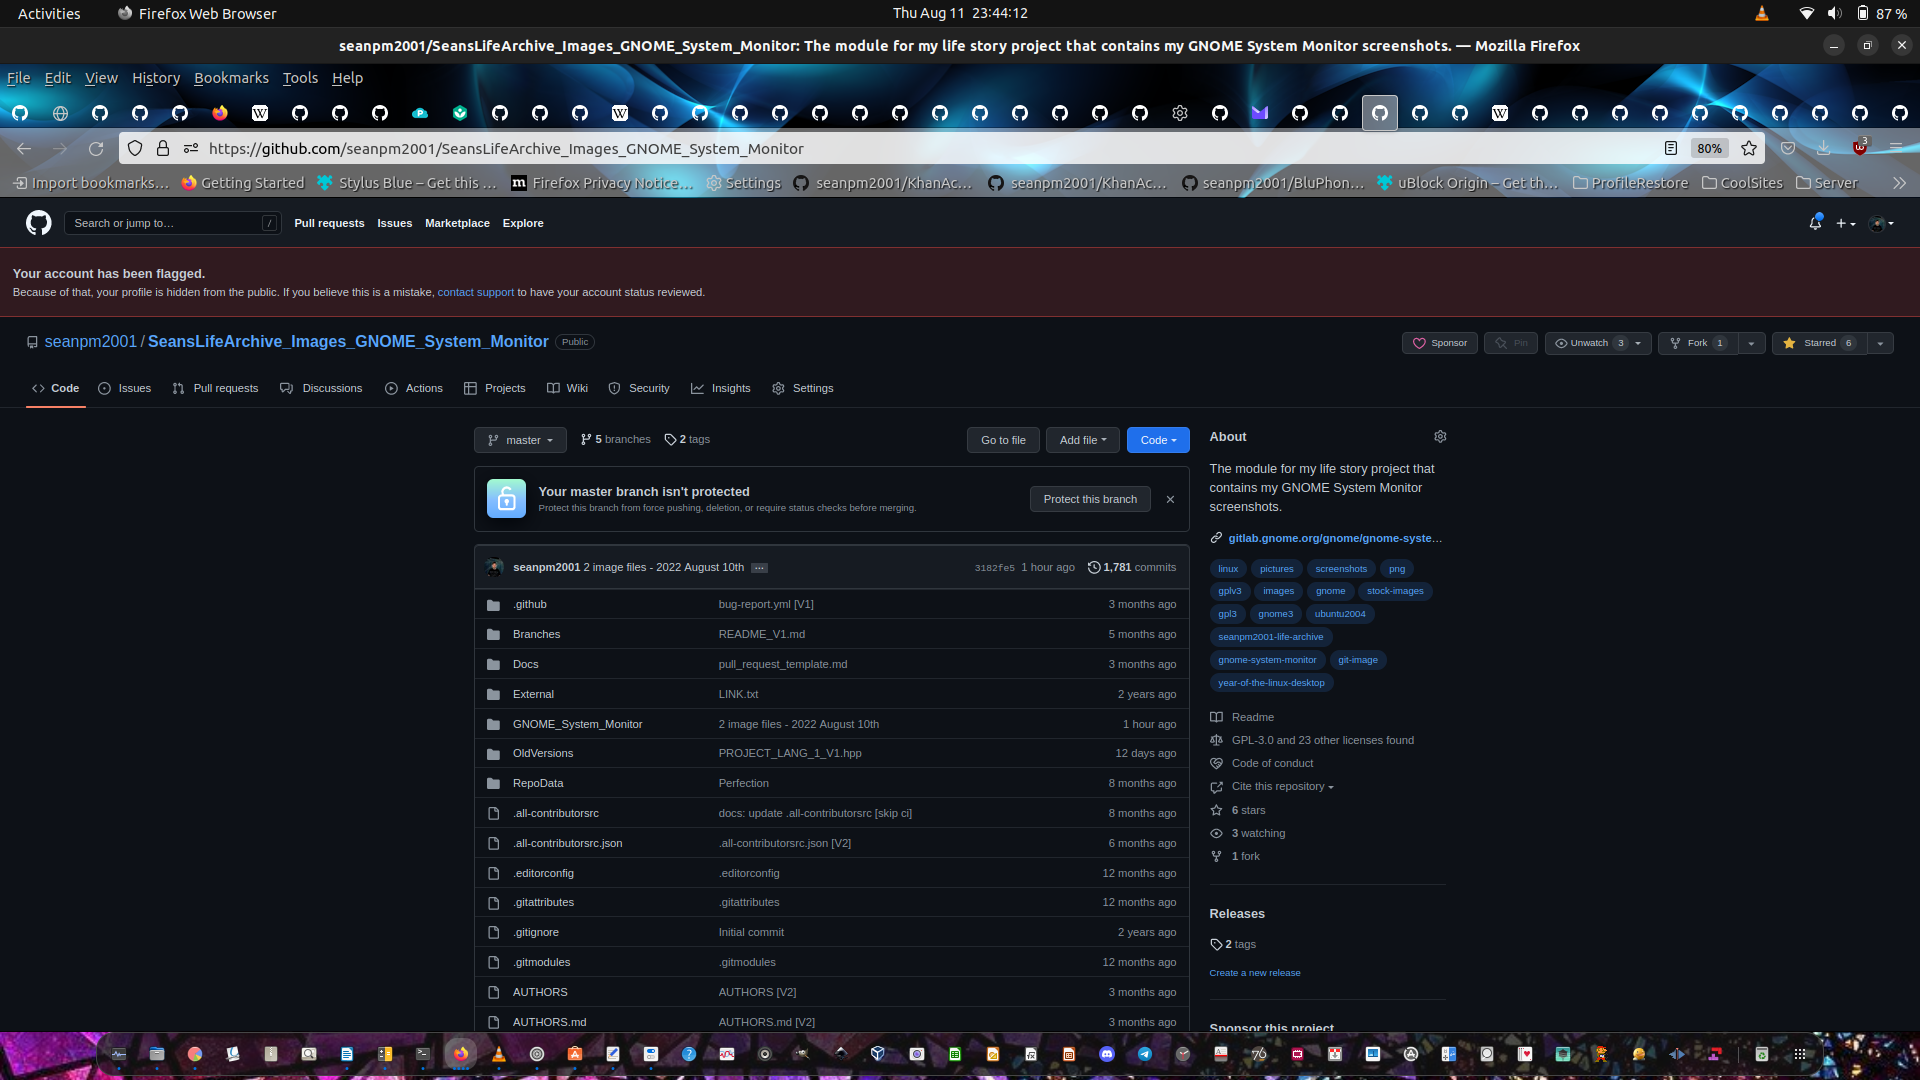 Activities Firefox Web Browser Thu Aug 11 23:44:12 87 %
seanpm2001/SeansLifeArchive_Images_GNOME_System_Monitor: The module for my life story project that contains my GNOME System Monitor screenshots. — Mozilla Firefox
File Edit View History Bookmarks Tools Help
https://github.com/seanpm2001/SeansLifeArchive_Images_GNOME_System_Monitor 80% 3
Import bookmarks… Getting Started Stylus Blue – Get this … Firefox Privacy Notice… Settings seanpm2001/KhanAc… seanpm2001/KhanAc… seanpm2001/BluPhon… uBlock Origin – Get th… ProfileRestore CoolSites Server
Search or jump to… / Pull requests Issues Marketplace Explore
Your account has been flagged.
Because of that, your profile is hidden from the public. If you believe this is a mistake, contact support to have your account status reviewed.
seanpm2001 / SeansLifeArchive_Images_GNOME_System_Monitor Public Sponsor Pin Unwatch 3 Fork 1 Starred 6
Code Issues Pull requests Discussions Actions Projects Wiki Security Insights Settings
master 5 branches 2 tags Go to file Add file Code
Your master branch isn't protected
Protect this branch from force pushing, deletion, or require status checks before merging.
Protect this branch
seanpm2001 2 image files - 2022 August 10th … 3182fe5 1 hour ago 1,781 commits
.github bug-report.yml [V1] 3 months ago
Branches README_V1.md 5 months ago
Docs pull_request_template.md 3 months ago
External LINK.txt 2 years ago
GNOME_System_Monitor 2 image files - 2022 August 10th 1 hour ago
OldVersions PROJECT_LANG_1_V1.hpp 12 days ago
RepoData Perfection 8 months ago
.all-contributorsrc docs: update .all-contributorsrc [skip ci] 8 months ago
.all-contributorsrc.json .all-contributorsrc.json [V2] 6 months ago
.editorconfig .editorconfig 12 months ago
.gitattributes .gitattributes 12 months ago
.gitignore Initial commit 2 years ago
.gitmodules .gitmodules 12 months ago
AUTHORS AUTHORS [V2] 3 months ago
AUTHORS.md AUTHORS.md [V2] 3 months ago
About
The module for my life story project that
contains my GNOME System Monitor
screenshots.
gitlab.gnome.org/gnome/gnome-syste…
linux pictures screenshots png
gplv3 images gnome stock-images
gpl3 gnome3 ubuntu2004
seanpm2001-life-archive
gnome-system-monitor git-image
year-of-the-linux-desktop
Readme
GPL-3.0 and 23 other licenses found
Code of conduct
Cite this repository
6 stars
3 watching
1 fork
Releases
2 tags
Create a new release
Sponsor this project